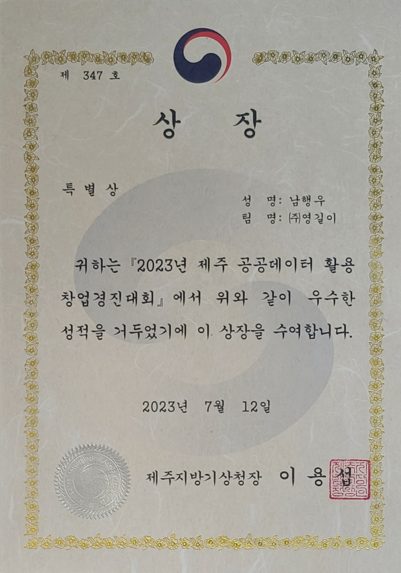 제 347 호
상 장
특별상
성 명: 남행우
팀 명: ㈜영길이
귀하는 『2023년 제주 공공데이터 활용
창업경진대회』에서 위와 같이 우수한
성적을 거두었기에 이 상장을 수여합니다.
2023년 7월 12일
제주지방기상청장 이 용 섭